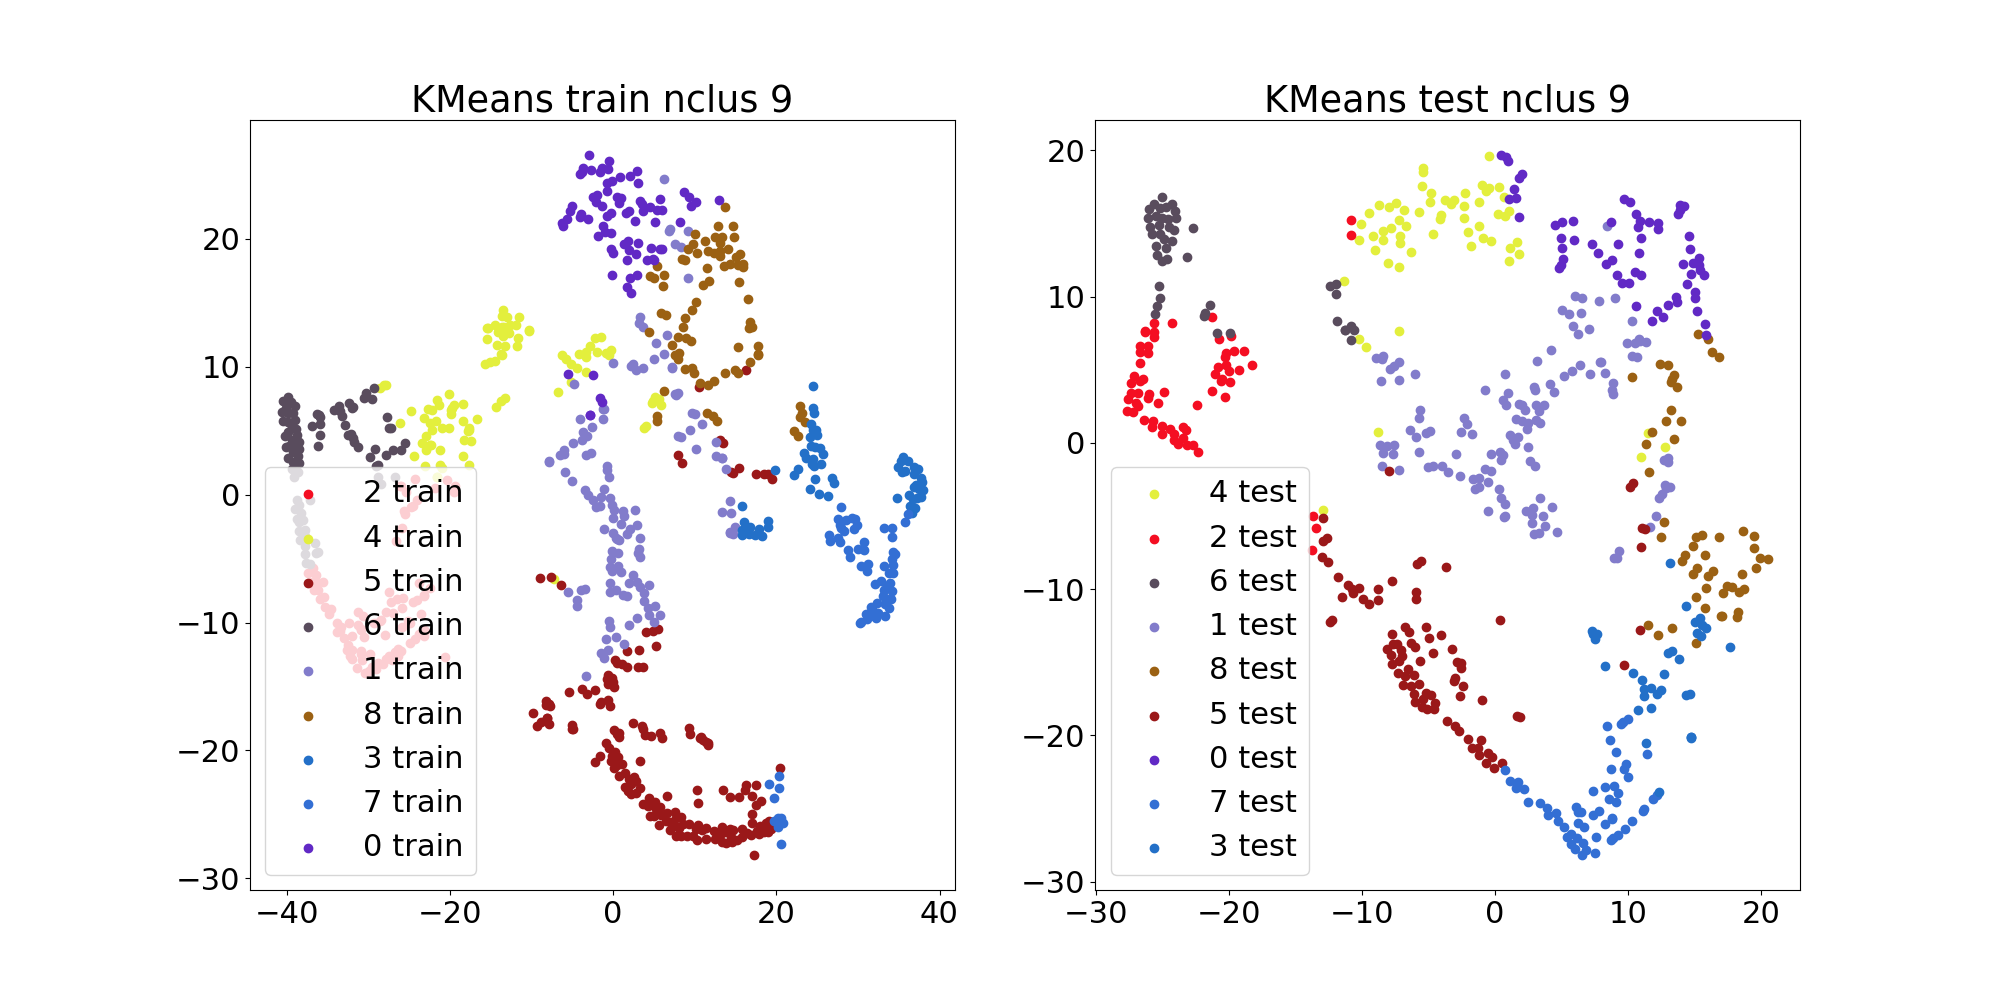 KMeans train nclus 9
20
10
0
−10
−20
−30
−40
−20
0
20
40
2 train
4 train
5 train
6 train
1 train
8 train
3 train
7 train
0 train
KMeans test nclus 9
20
10
0
−10
−20
−30
−30
−20
−10
0
10
20
4 test
2 test
6 test
1 test
8 test
5 test
0 test
7 test
3 test